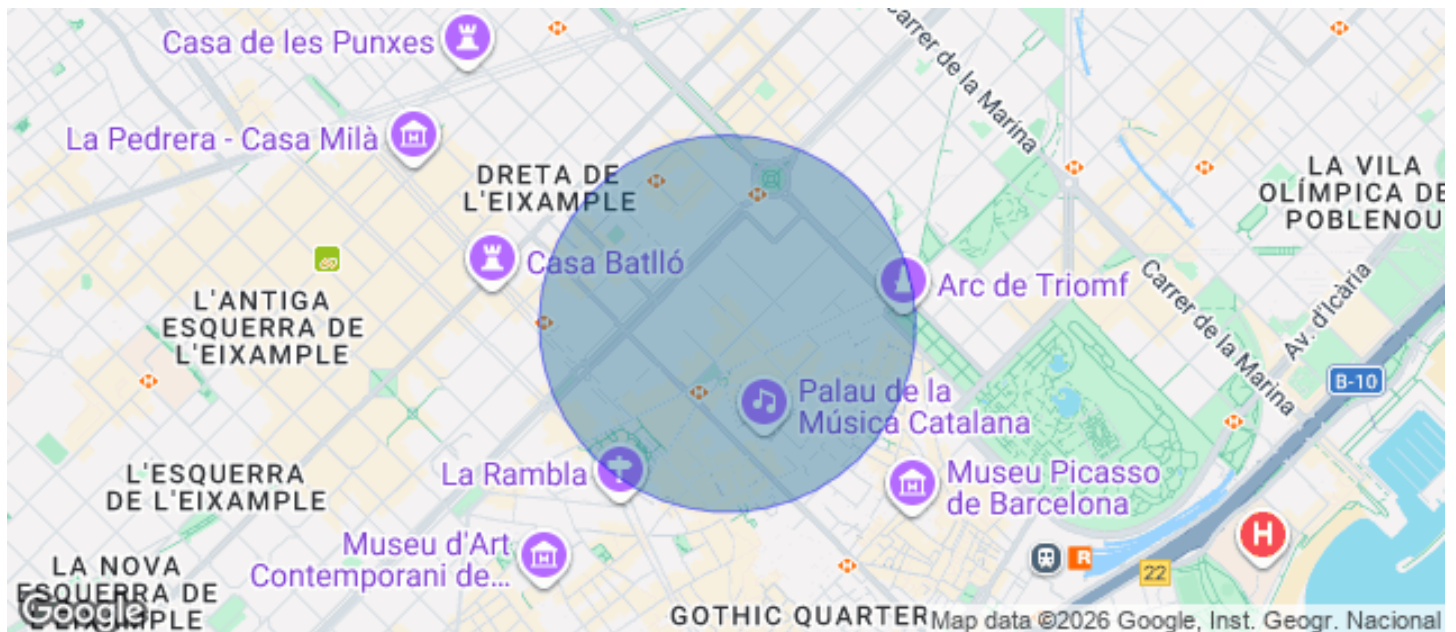 Casa de les Punxes
Carrer de la Marina
La Pedrera - Casa Milà
DRETA DE
L'EIXAMPLE
LA VILA
OLÍMPICA DE
POBLENOU
Casa Batlló
Arc de Triomf
Carrer de la Marina
Av. d'Icària
L'ANTIGA
ESQUERRA DE
L'EIXAMPLE
B-10
Palau de la
Música Catalana
L'ESQUERRA
DE L'EIXAMPLE
La Rambla
Museu Picasso
de Barcelona
H
Museu d'Art
Contemporani de...
R
22
LA NOVA
ESQUERRA DE
L'EIXAMPLE
Google
GOTHIC QUARTER
Map data ©2026 Google, Inst. Geogr. Nacional